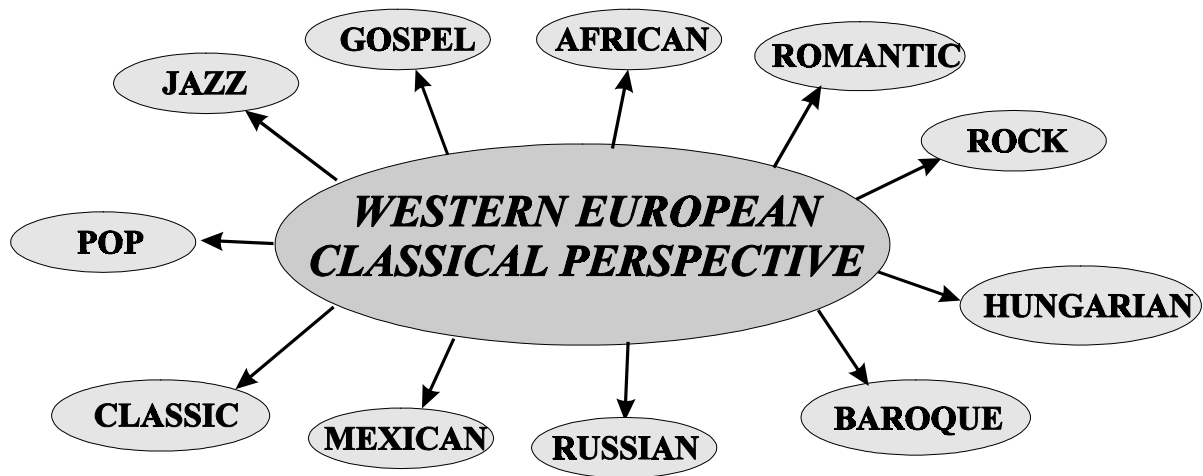 GOSPEL
AFRICAN
ROMANTIC
JAZZ
ROCK
WESTERN EUROPEAN
CLASSICAL PERSPECTIVE
POP
HUNGARIAN
CLASSIC
MEXICAN
RUSSIAN
BAROQUE